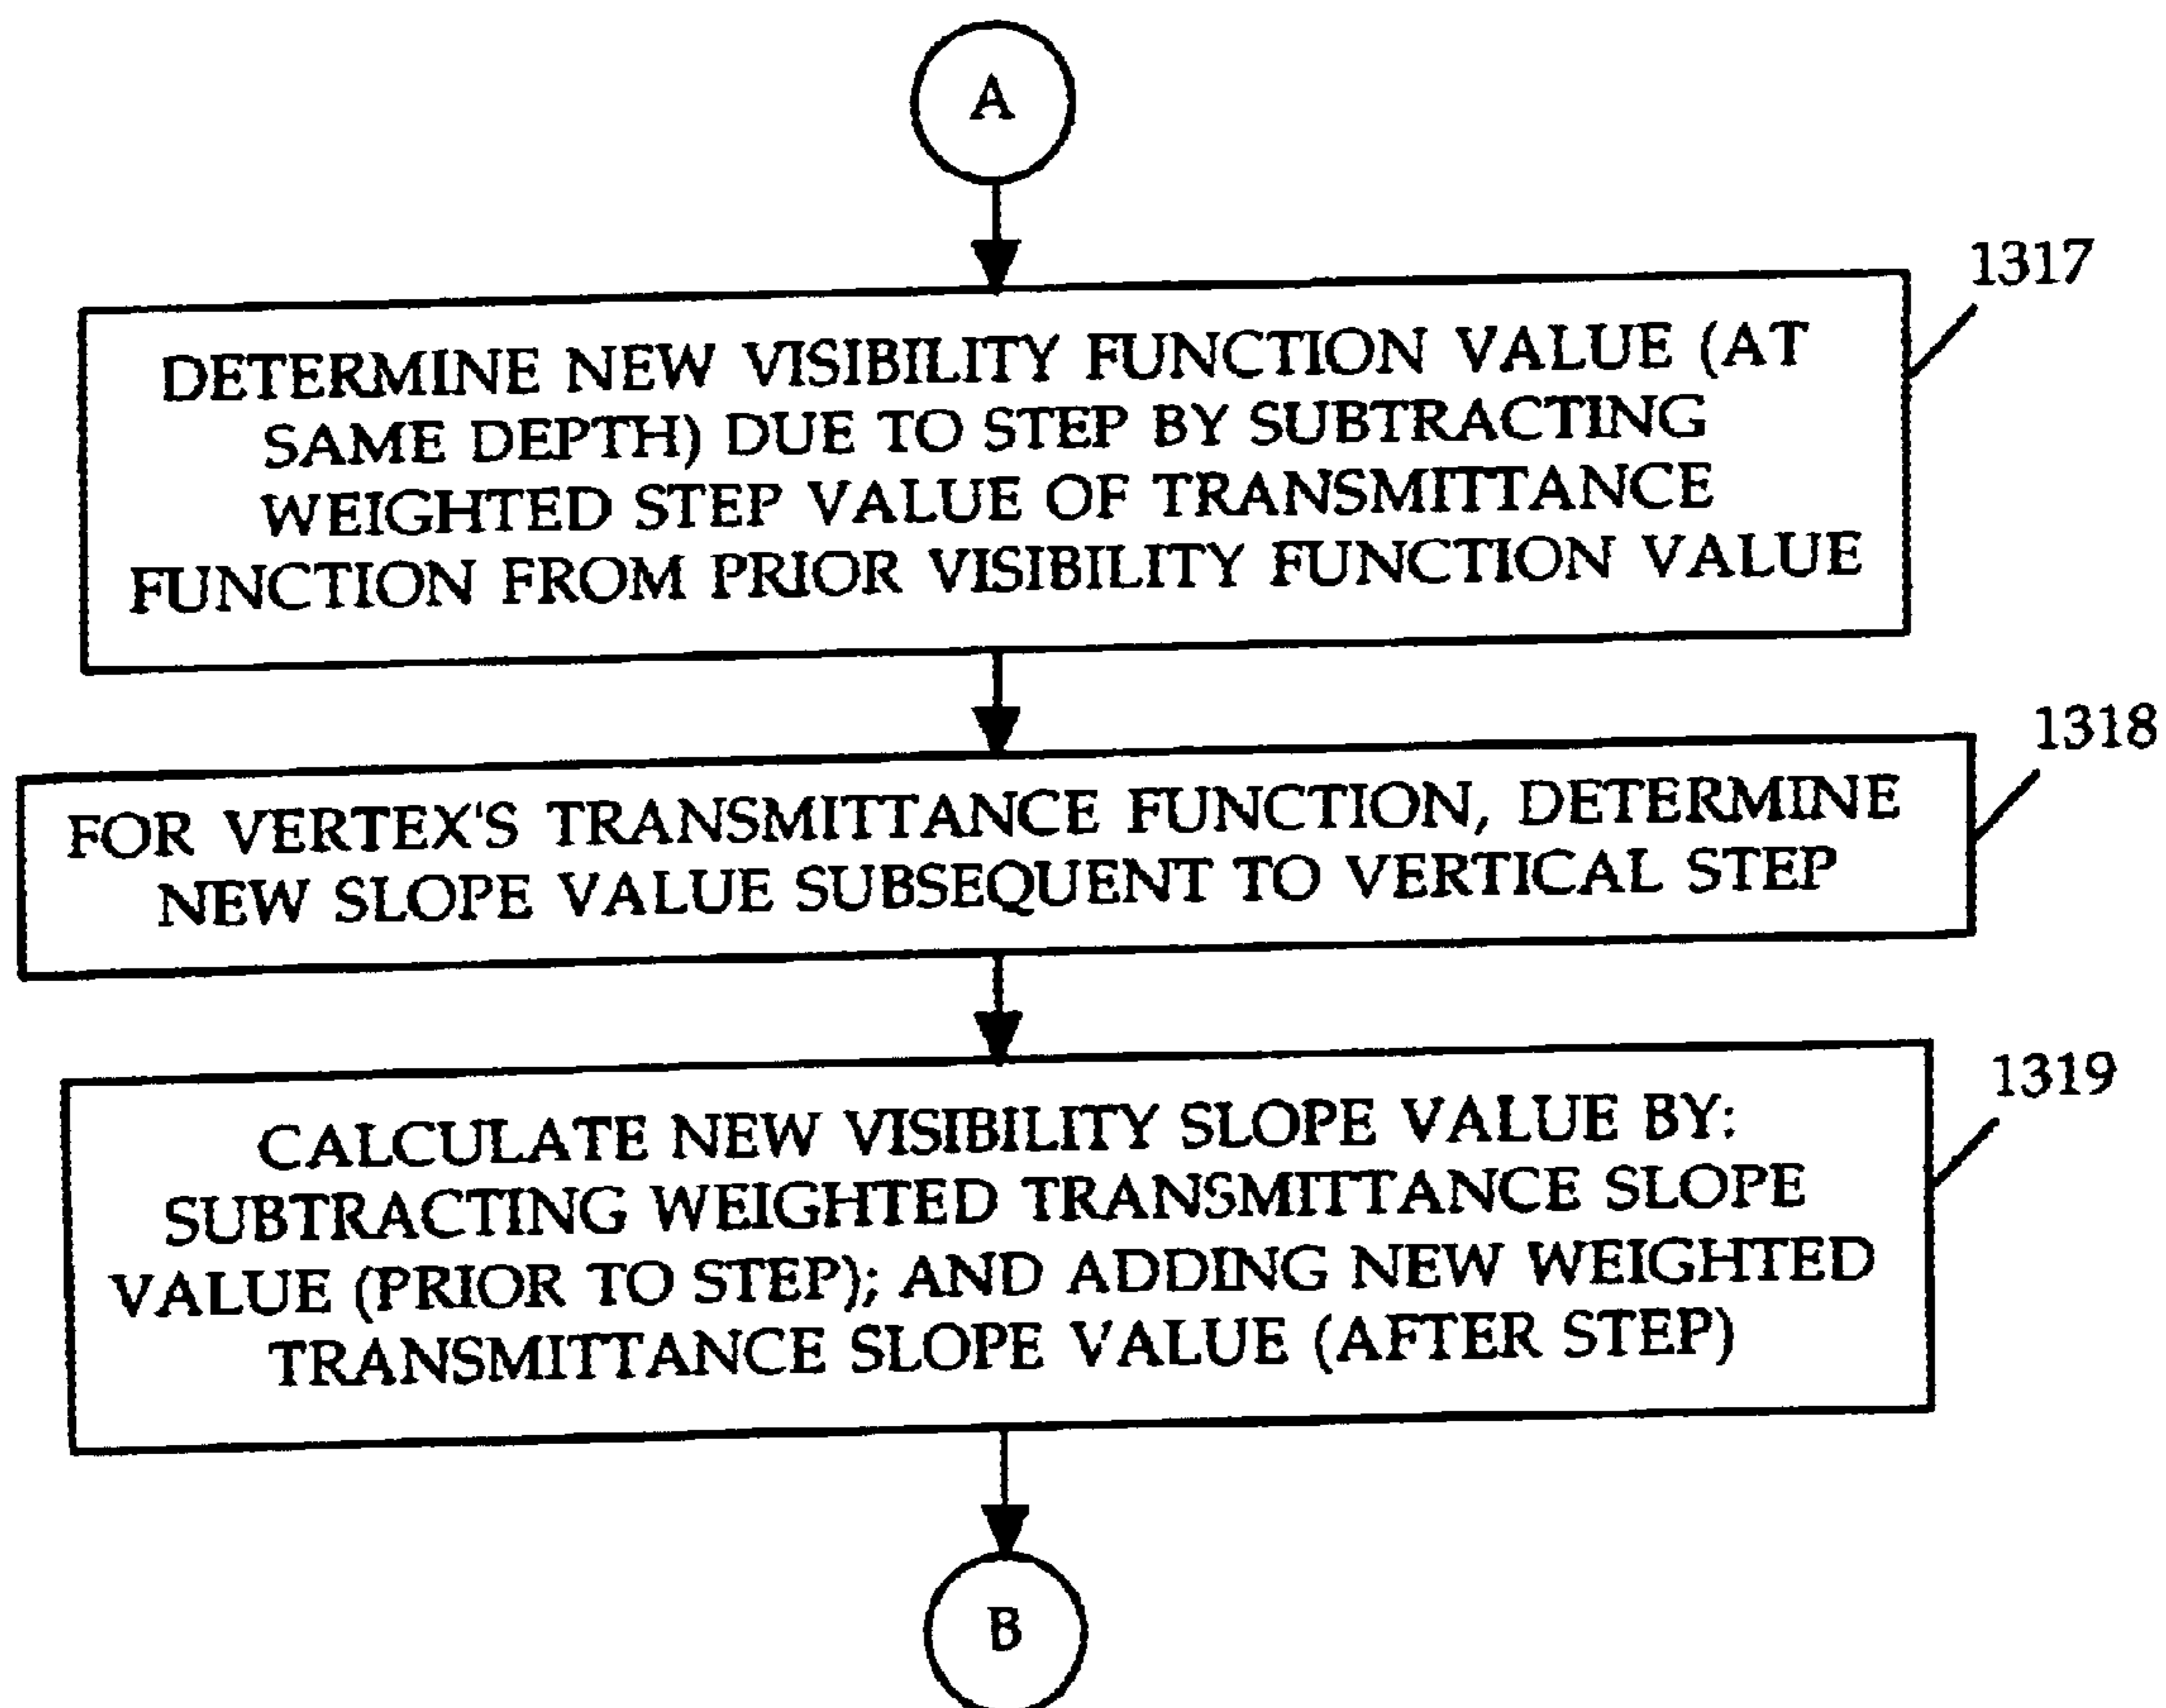 A
1317
DETERMINE NEW VISIBILITY FUNCTION VALUE (AT
SAME DEPTH) DUE TO STEP BY SUBTRACTING
WEIGHTED STEP VALUE OF TRANSMITTANCE
FUNCTION FROM PRIOR VISIBILITY FUNCTION VALUE
1318
FOR VERTEX'S TRANSMITTANCE FUNCTION, DETERMINE
NEW SLOPE VALUE SUBSEQUENT TO VERTICAL STEP
1319
CALCULATE NEW VISIBILITY SLOPE VALUE BY:
SUBTRACTING WEIGHTED TRANSMITTANCE SLOPE
VALUE (PRIOR TO STEP); AND ADDING NEW WEIGHTED
TRANSMITTANCE SLOPE VALUE (AFTER STEP)
B